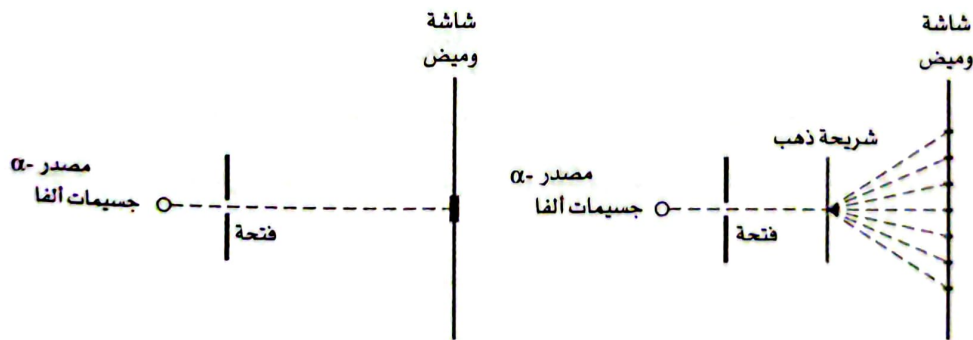 شاشة
وميض
مصدر -α
جسيمات ألفا
فتحة
شاشة
وميض
شريحة ذهب
مصدر -α
جسيمات ألفا
فتحة